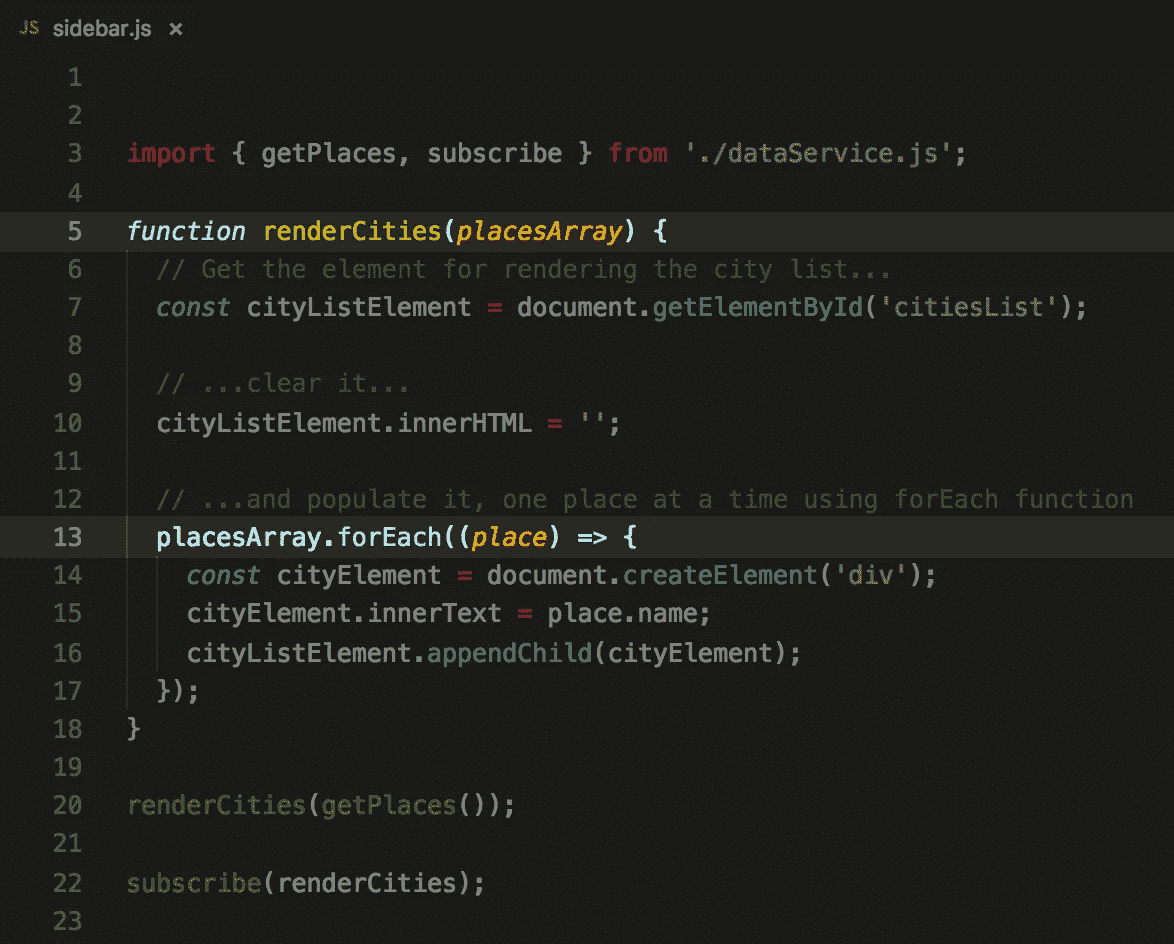 JS sidebar.js ×
1
2
3 import { getPlaces, subscribe } from './dataService.js';
4
5 function renderCities(placesArray) {
6 // Get the element for rendering the city list...
7 const cityListElement = document.getElementById('citiesList');
8
9 // ...clear it...
10 cityListElement.innerHTML = '';
11
12 // ...and populate it, one place at a time using forEach function
13 placesArray.forEach((place) => {
14 const cityElement = document.createElement('div');
15 cityElement.innerText = place.name;
16 cityListElement.appendChild(cityElement);
17 });
18 }
19
20 renderCities(getPlaces());
21
22 subscribe(renderCities);
23